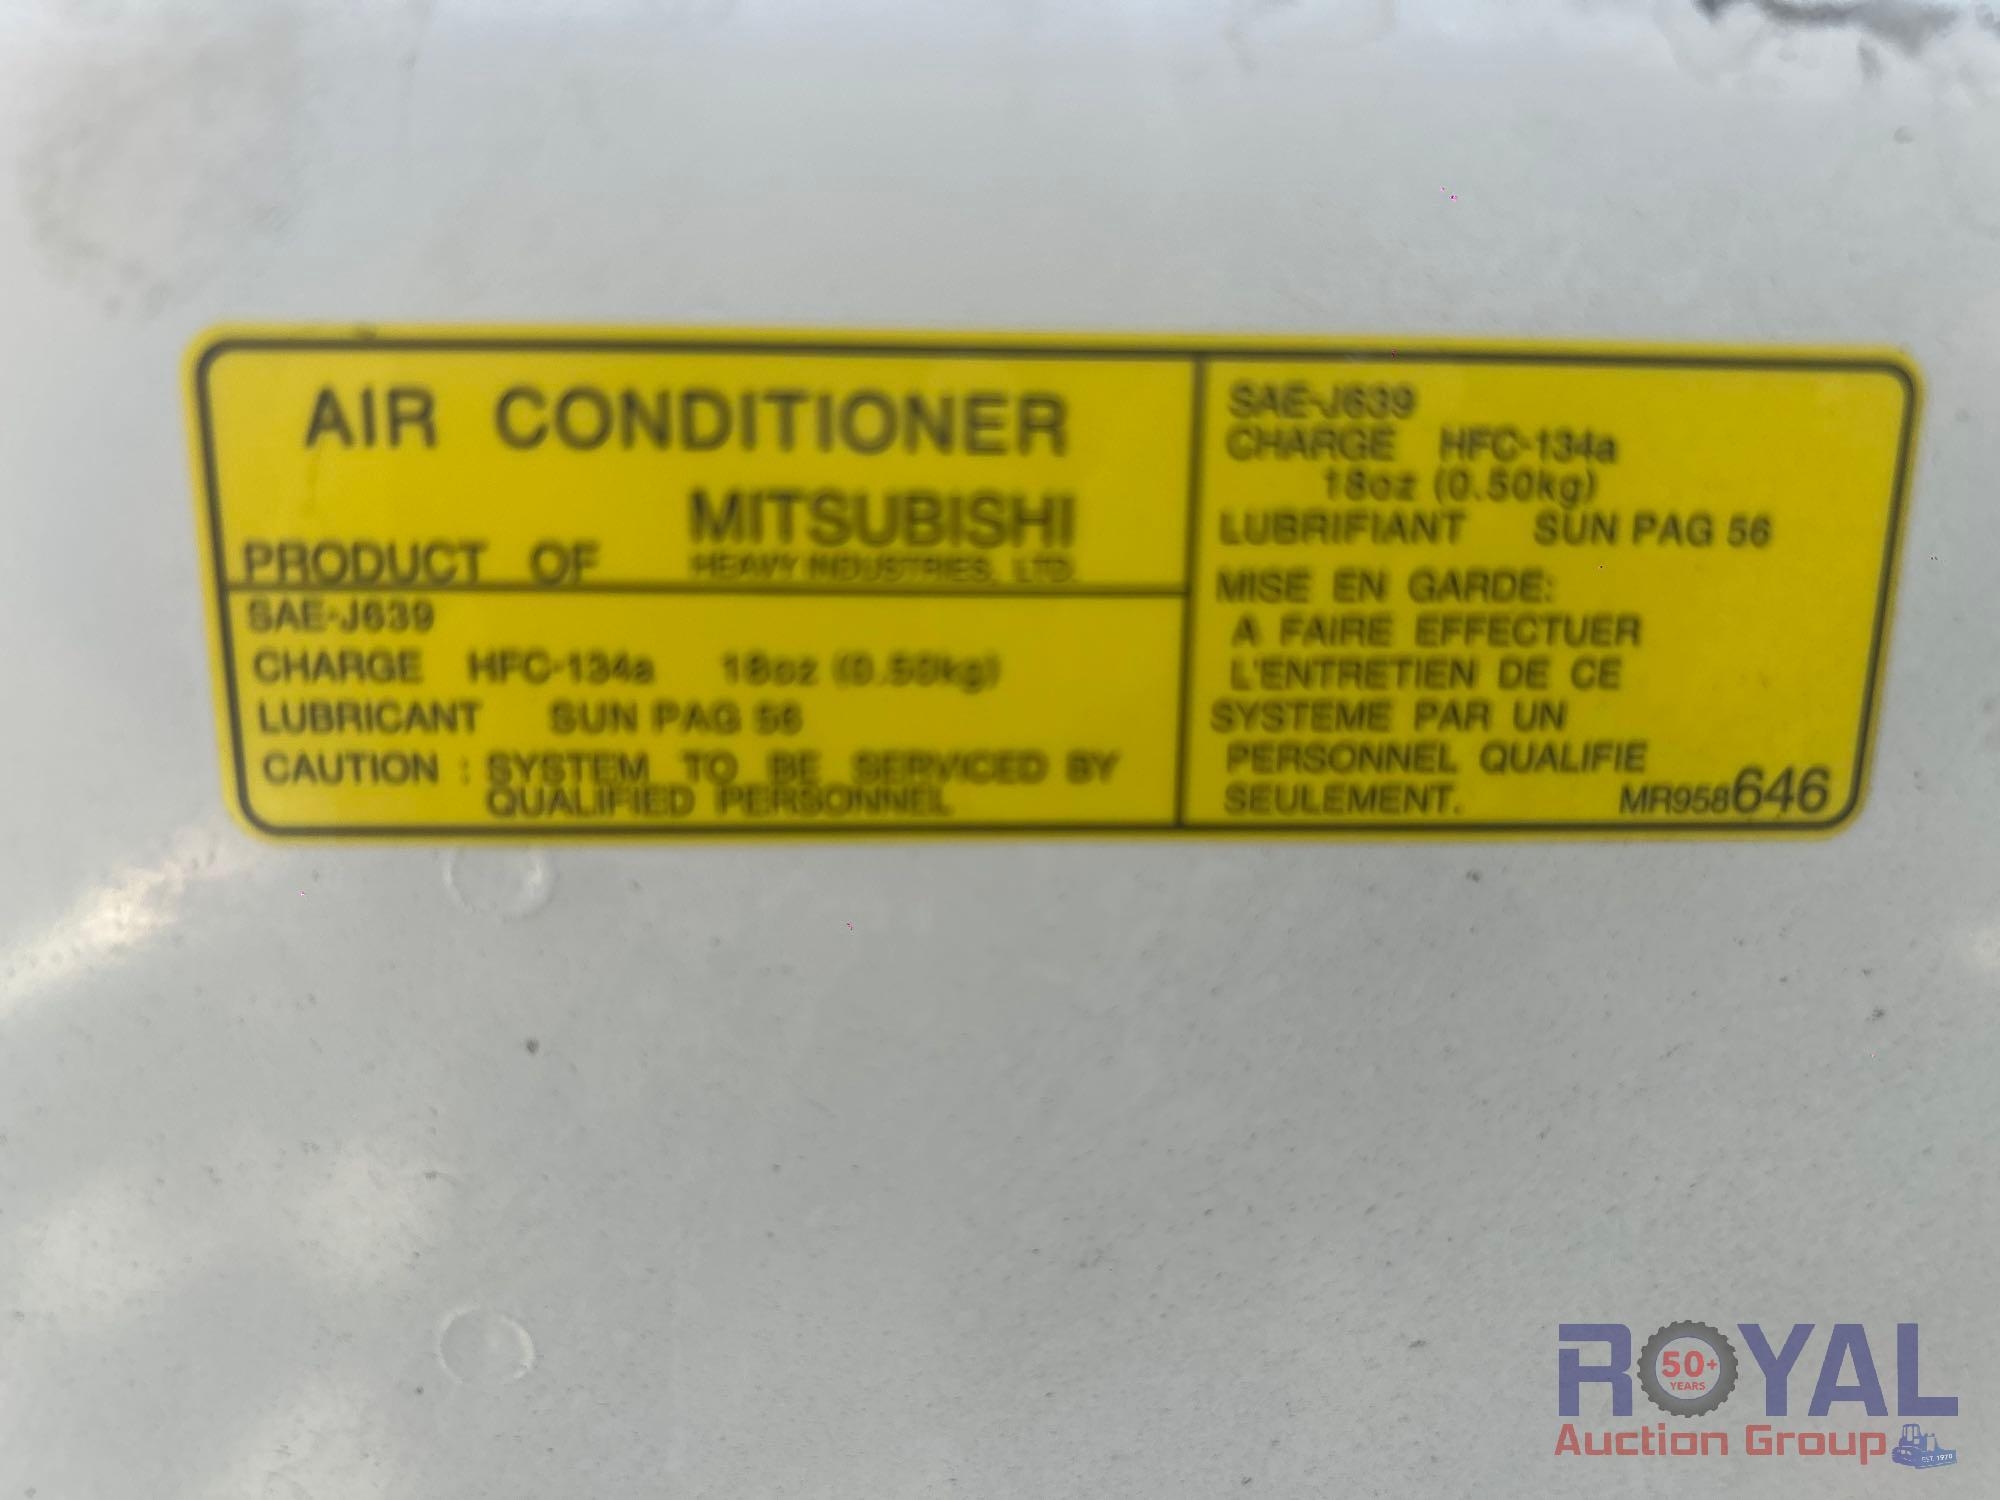 AIR CONDITIONER
PRODUCT OF MITSUBISHI
HEAVY INDUSTRIES, LTD.
SAE-J639
CHARGE HFC-134a 18oz (0.50kg)
LUBRICANT SUN PAG 56
CAUTION : SYSTEM TO BE SERVICED BY
QUALIFIED PERSONNEL
SAE-J639
CHARGE HFC-134a
18oz (0.50kg)
LUBRIFIANT SUN PAG 56
MISE EN GARDE:
A FAIRE EFFECTUER
L'ENTRETIEN DE CE
SYSTEME PAR UN
PERSONNEL QUALIFIE
SEULEMENT.
MR958646
ROYAL
50+
YEARS
Auction Group
EST. 1970